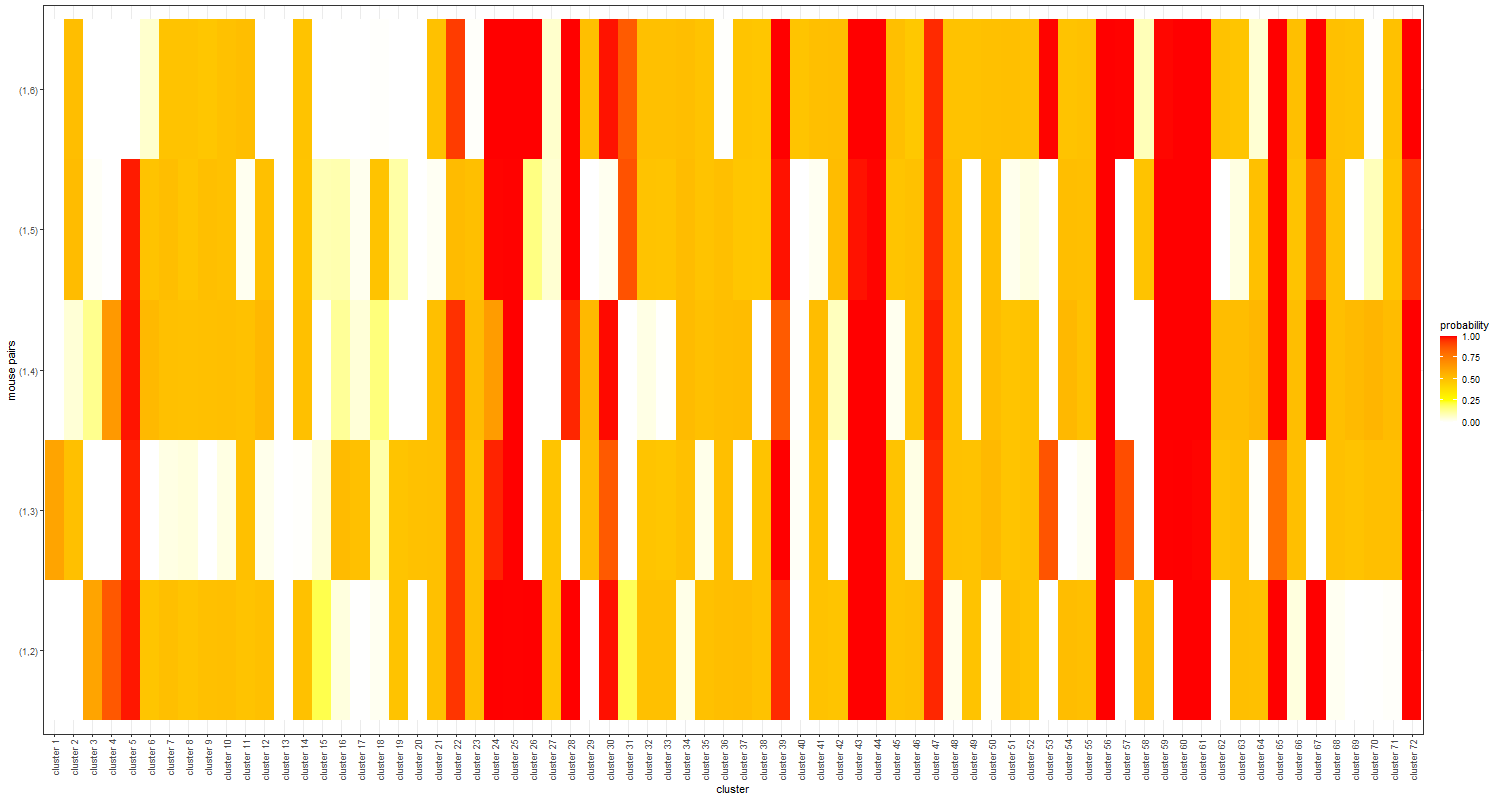 (1,6)
(1,5)
(1,4)
(1,3)
(1,2)
mouse pairs
cluster 1
cluster 2
cluster 3
cluster 4
cluster 5
cluster 6
cluster 7
cluster 8
cluster 9
cluster 10
cluster 11
cluster 12
cluster 13
cluster 14
cluster 15
cluster 16
cluster 17
cluster 18
cluster 19
cluster 20
cluster 21
cluster 22
cluster 23
cluster 24
cluster 25
cluster 26
cluster 27
cluster 28
cluster 29
cluster 30
cluster 31
cluster 32
cluster 33
cluster 34
cluster 35
cluster 36
cluster 37
cluster 38
cluster 39
cluster 40
cluster 41
cluster 42
cluster 43
cluster 44
cluster 45
cluster 46
cluster 47
cluster 48
cluster 49
cluster 50
cluster 51
cluster 52
cluster 53
cluster 54
cluster 55
cluster 56
cluster 57
cluster 58
cluster 59
cluster 60
cluster 61
cluster 62
cluster 63
cluster 64
cluster 65
cluster 66
cluster 67
cluster 68
cluster 69
cluster 70
cluster 71
cluster 72
cluster
probability
1.00
0.75
0.50
0.25
0.00